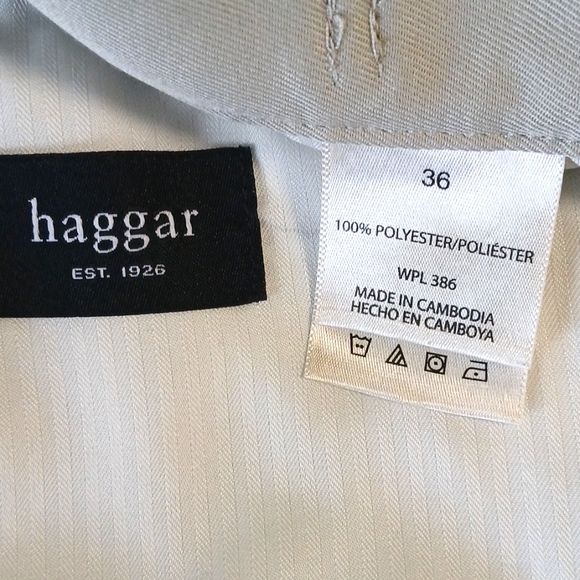 haggar
EST. 1926
36
100% POLYESTER/POLIÉSTER
WPL 386
MADE IN CAMBODIA
HECHO EN CAMBOYA